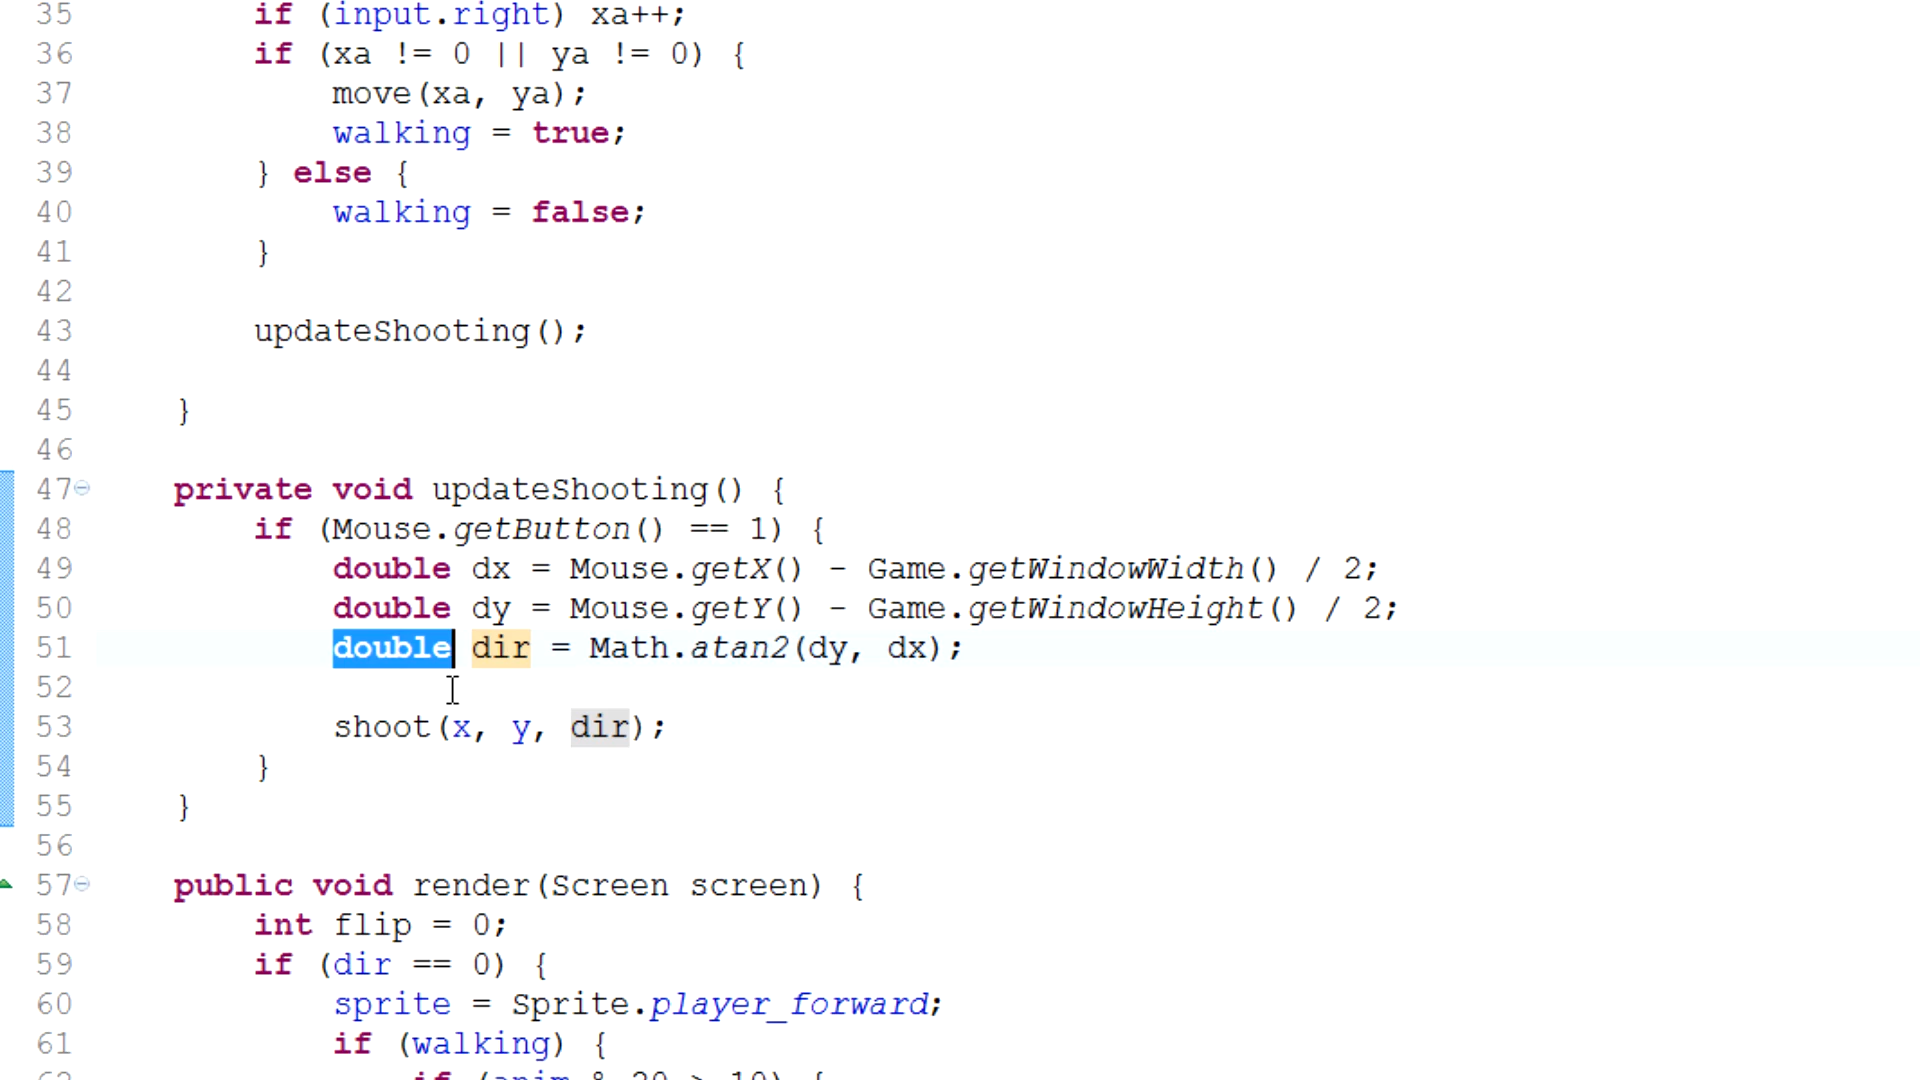 35 if (input.right) xa++;
36 if (xa != 0 || ya != 0) {
37 move(xa, ya);
38 walking = true;
39 } else {
40 walking = false;
41 }
42
43 updateShooting();
44
45 }
46
47 private void updateShooting() {
48 if (Mouse.getButton() == 1) {
49 double dx = Mouse.getX() - Game.getWindowWidth() / 2;
50 double dy = Mouse.getY() - Game.getWindowHeight() / 2;
51 double dir = Math.atan2(dy, dx);
52
53 shoot(x, y, dir);
54 }
55 }
56
57 public void render(Screen screen) {
58 int flip = 0;
59 if (dir == 0) {
60 sprite = Sprite.player_forward;
61 if (walking) {